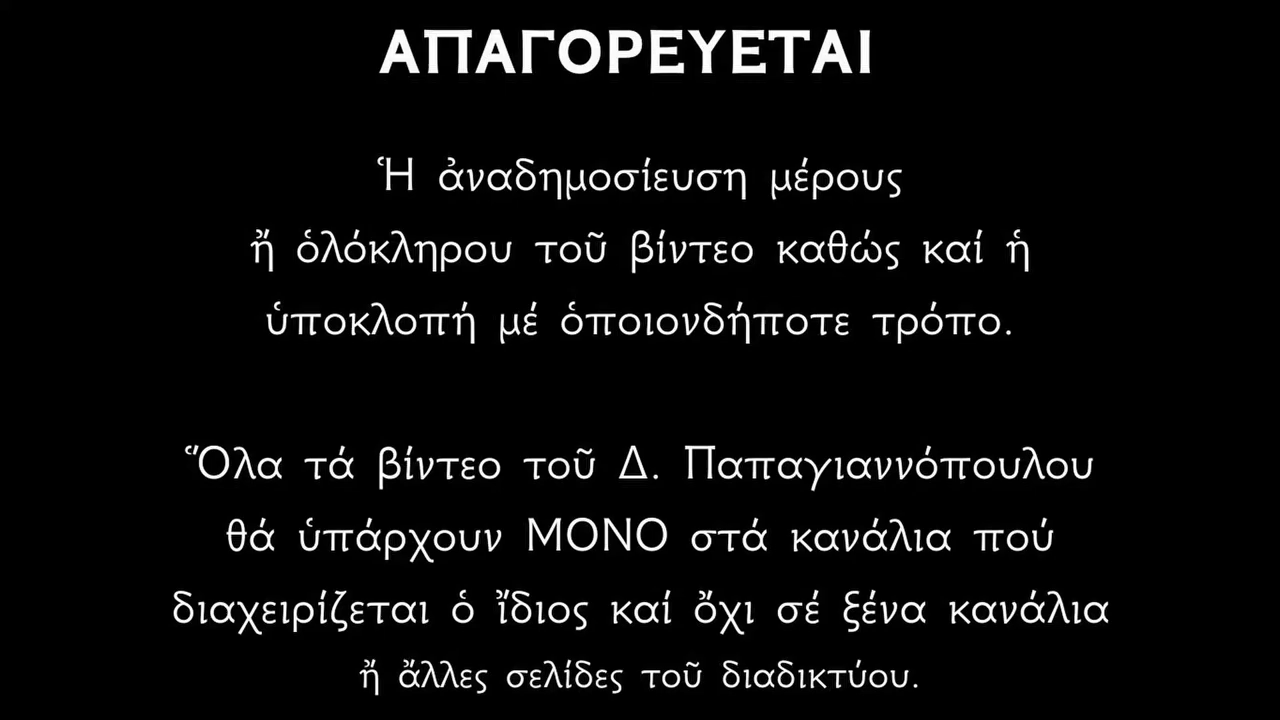 ΑΠΑΓΟΡΕΥΕΤΑΙ
Ἡ ἀναδημοσίευση μέρους
ἤ ὁλόκληρου τοῦ βίντεο καθώς καί ἡ
ὑποκλοπή μέ ὁποιονδήποτε τρόπο.
Ὅλα τά βίντεο τοῦ Δ. Παπαγιαννόπουλου
θά ὑπάρχουν ΜΟΝΟ στά κανάλια πού
διαχειρίζεται ὁ ἴδιος καί ὄχι σέ ξένα κανάλια
ἤ ἄλλες σελίδες τοῦ διαδικτύου.